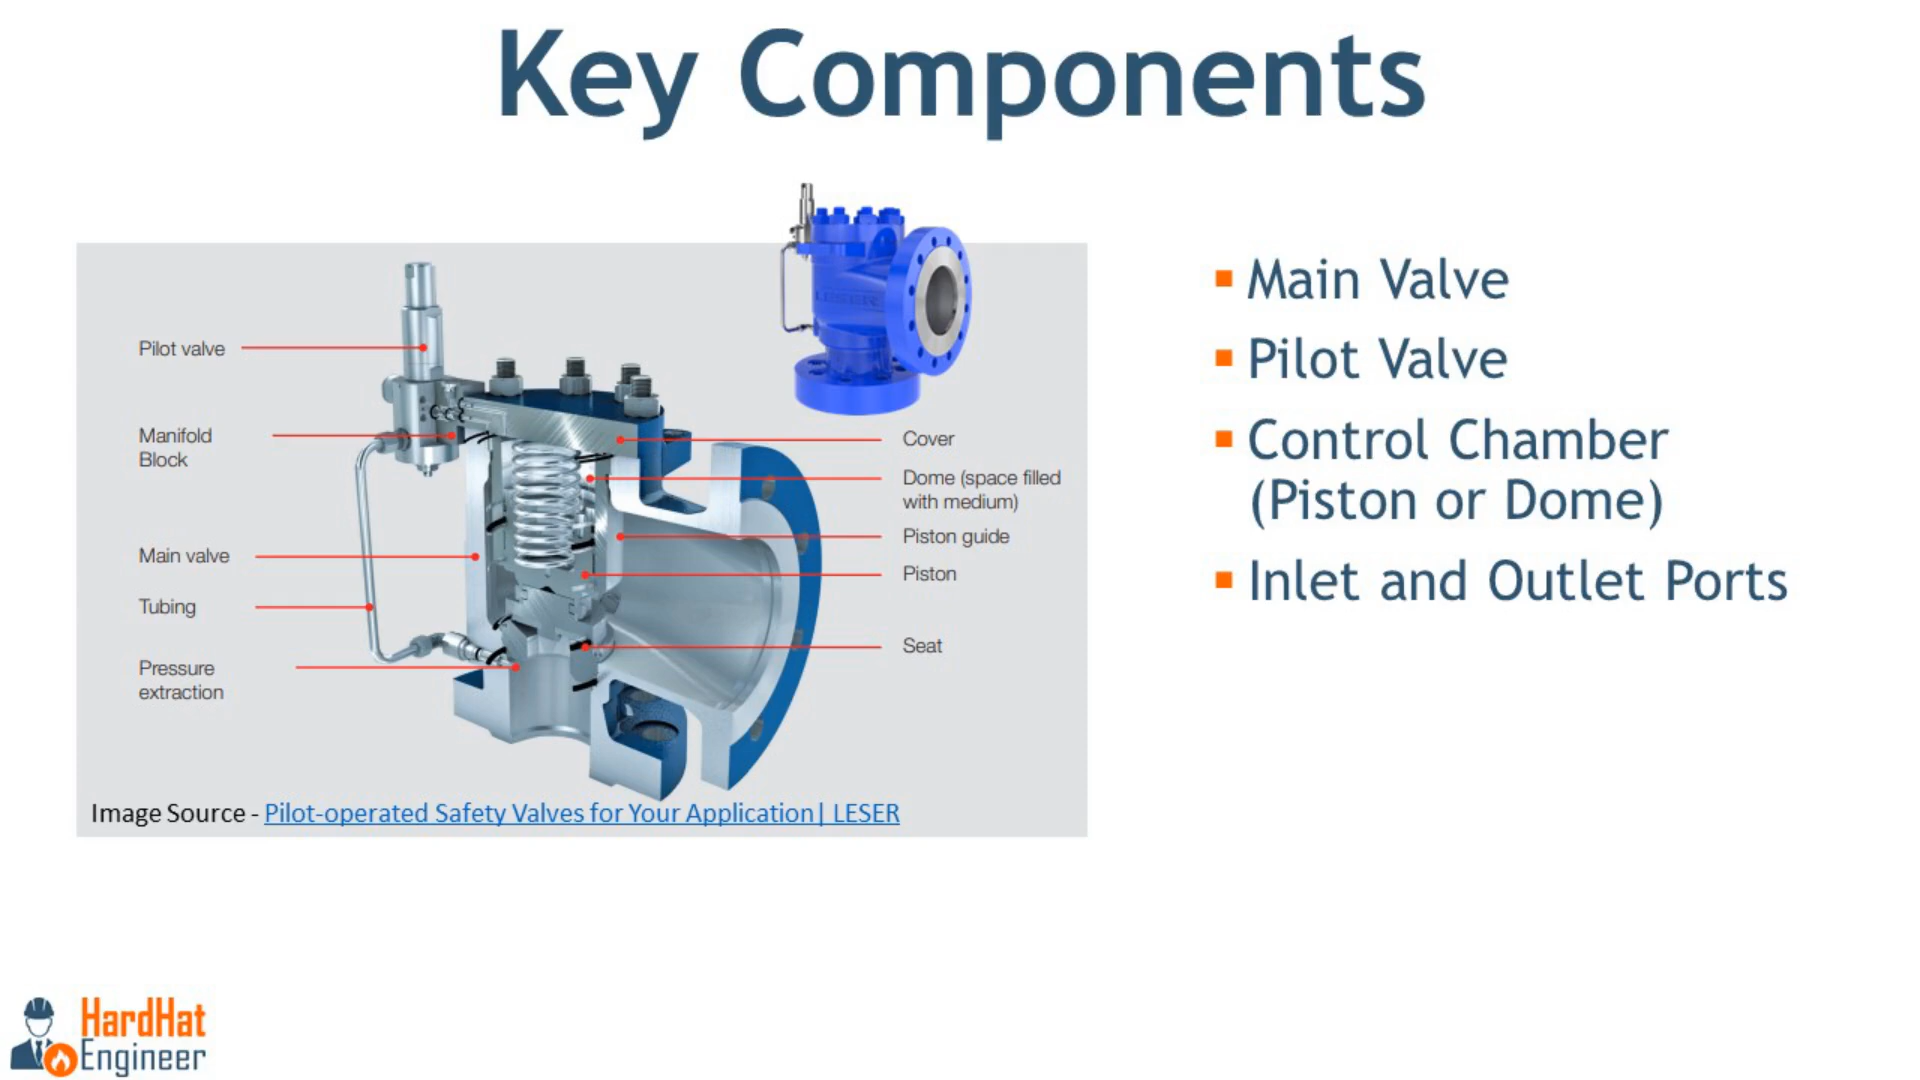 Key Components
Pilot valve
Manifold
Block
Main valve
Tubing
Pressure
extraction
LESER
Cover
Dome (space filled
with medium)
Piston guide
Piston
Seat
Image Source - Pilot-operated Safety Valves for Your Application| LESER
▪ Main Valve
▪ Pilot Valve
▪ Control Chamber
(Piston or Dome)
▪ Inlet and Outlet Ports
HardHat
Engineer